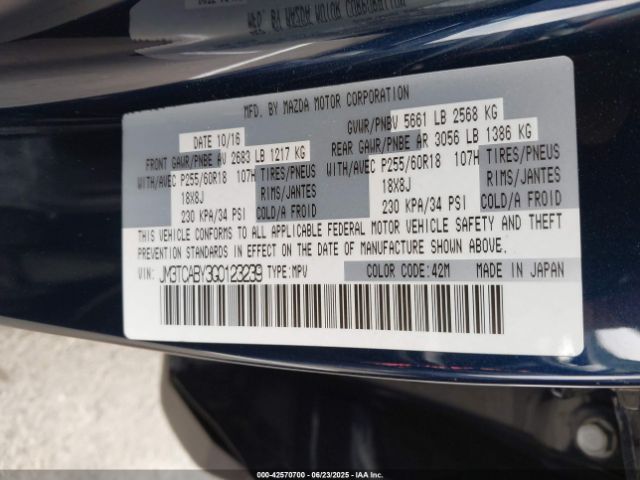 MFD. BY MAZDA MOTOR CORPORATION
DATE 10/16 GVWR/PNBV 5661 LB 2568 KG
FRONT GAWR/PNBE AV 2683 LB 1217 KG REAR GAWR/PNBE AR 3056 LB 1386 KG
WITH/AVEC P255/60R18 107H TIRES/PNEU WITH/AVEC P255/60R18 107H TIRES/PNEU
18X8J RIMS/JANTES 18X8J RIMS/JANTES
230 KPA/34 PSI COLD/A FROID 230 KPA/34 PSI COLD/A FROID
THIS VEHICLE CONFORMS TO ALL APPLICABLE FEDERAL MOTOR VEHICLE SAFETY AND THEFT
PREVENTION STANDARDS IN EFFECT ON THE DATE OF MANUFACTURE SHOWN ABOVE.
VIN: JM3TCABY3G0123239 TYPE:MPV COLOR CODE:42M MADE IN JAPAN
000-42570700 - 06/23/2025 - IAAI, Inc.